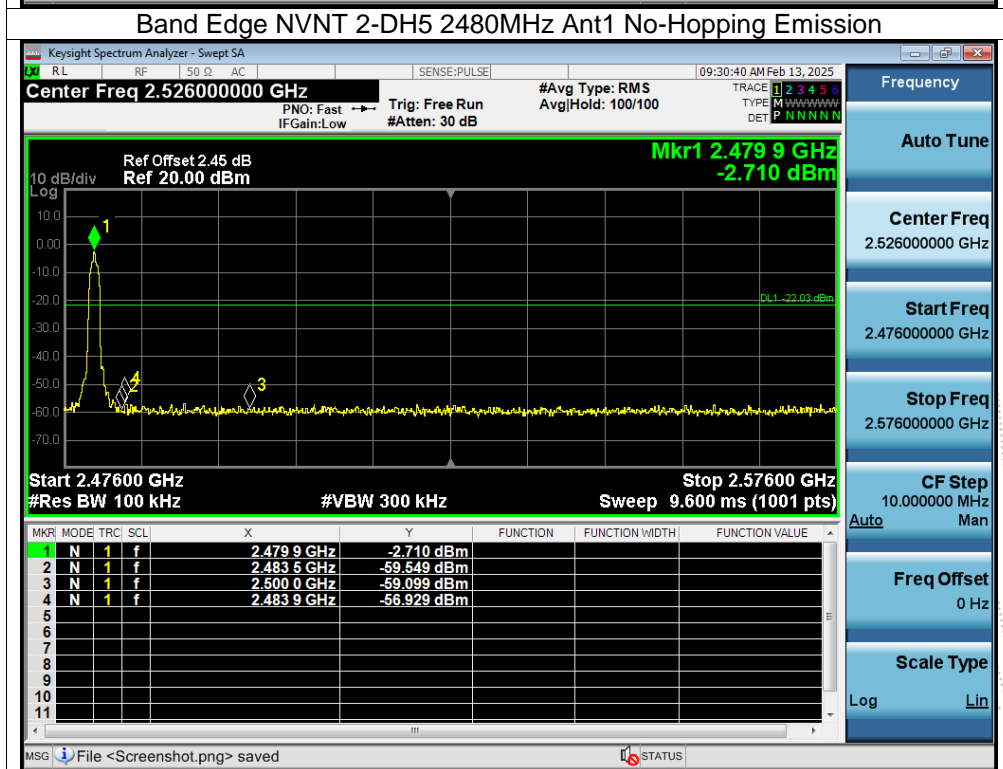 Band Edge NVNT 2-DH5 2480MHz Ant1 No-Hopping Emission
Keysight Spectrum Analyzer - Swept SA
LXI RL RF 50 Ω AC SENSE:PULSE 09:30:40 AM Feb 13, 2025
Center Freq 2.526000000 GHz #Avg Type: RMS TRACE 1 2 3 4 5 6
PNO: Fast Trig: Free Run Avg|Hold: 100/100 TYPE M WWWWW
IFGain:Low #Atten: 30 dB DET P N N N N N
Frequency
Auto Tune
Mkr1 2.479 9 GHz
-2.710 dBm
Ref Offset 2.45 dB
10 dB/div Ref 20.00 dBm
Log
10.0
1
0.00
-10.0
-20.0
DL1 -22.03 dBm
-30.0
-40.0
-50.0
4
2
3
-60.0
-70.0
Start 2.47600 GHz Stop 2.57600 GHz
#Res BW 100 kHz #VBW 300 kHz Sweep 9.600 ms (1001 pts)
MKR MODE TRC SCL X Y FUNCTION FUNCTION WIDTH FUNCTION VALUE
1 N 1 f 2.479 9 GHz -2.710 dBm
2 N 1 f 2.483 5 GHz -59.549 dBm
3 N 1 f 2.500 0 GHz -59.099 dBm
4 N 1 f 2.483 9 GHz -56.929 dBm
5
6
7
8
9
10
11
Center Freq
2.526000000 GHz
Start Freq
2.476000000 GHz
Stop Freq
2.576000000 GHz
CF Step
10.000000 MHz
Auto Man
Freq Offset
0 Hz
Scale Type
Log Lin
MSG File <Screenshot.png> saved STATUS